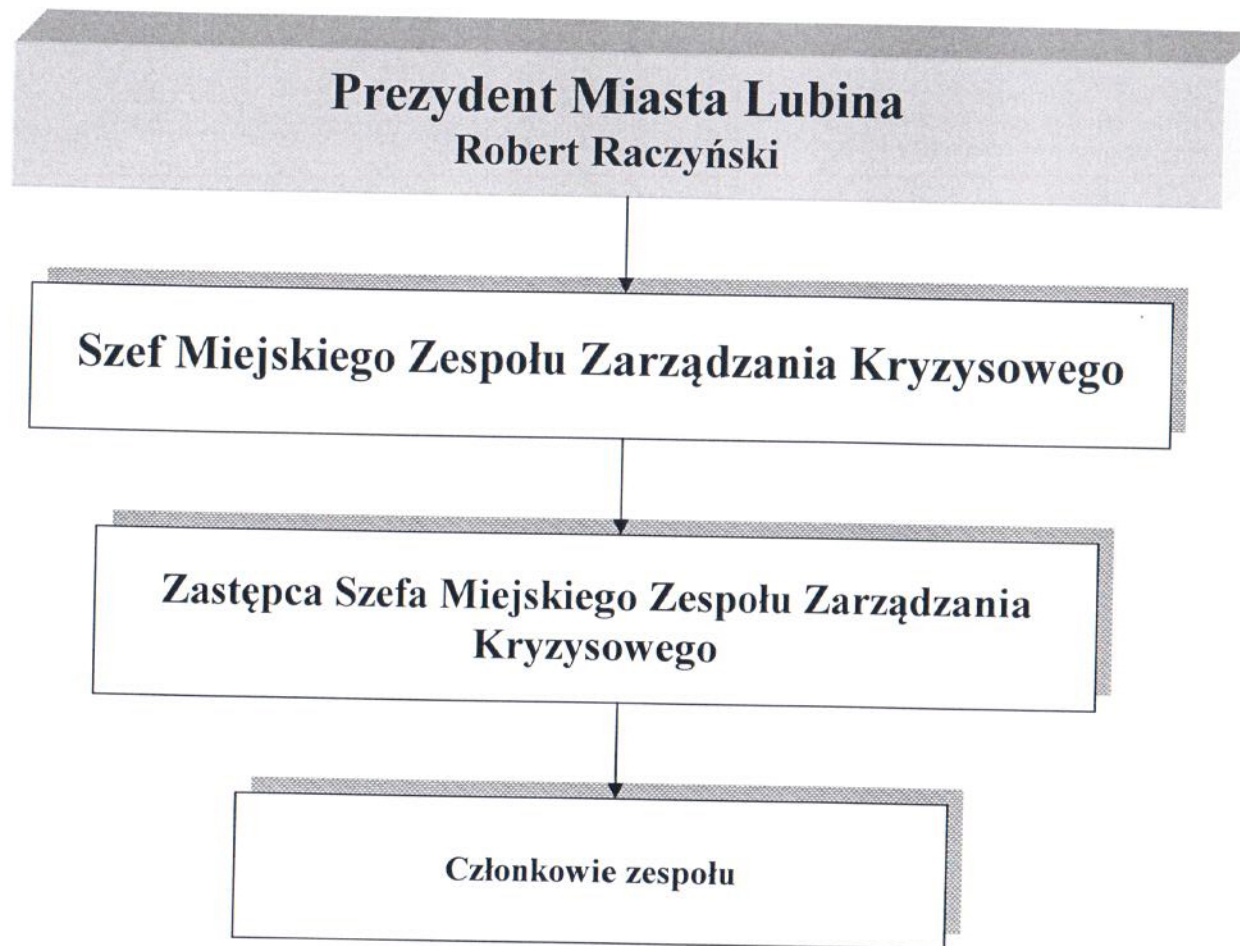 Prezydent Miasta Lubina
Robert Raczyński
Szef Miejskiego Zespołu Zarządzania Kryzysowego
Zastępca Szefa Miejskiego Zespołu Zarządzania
Kryzysowego
Członkowie zespołu